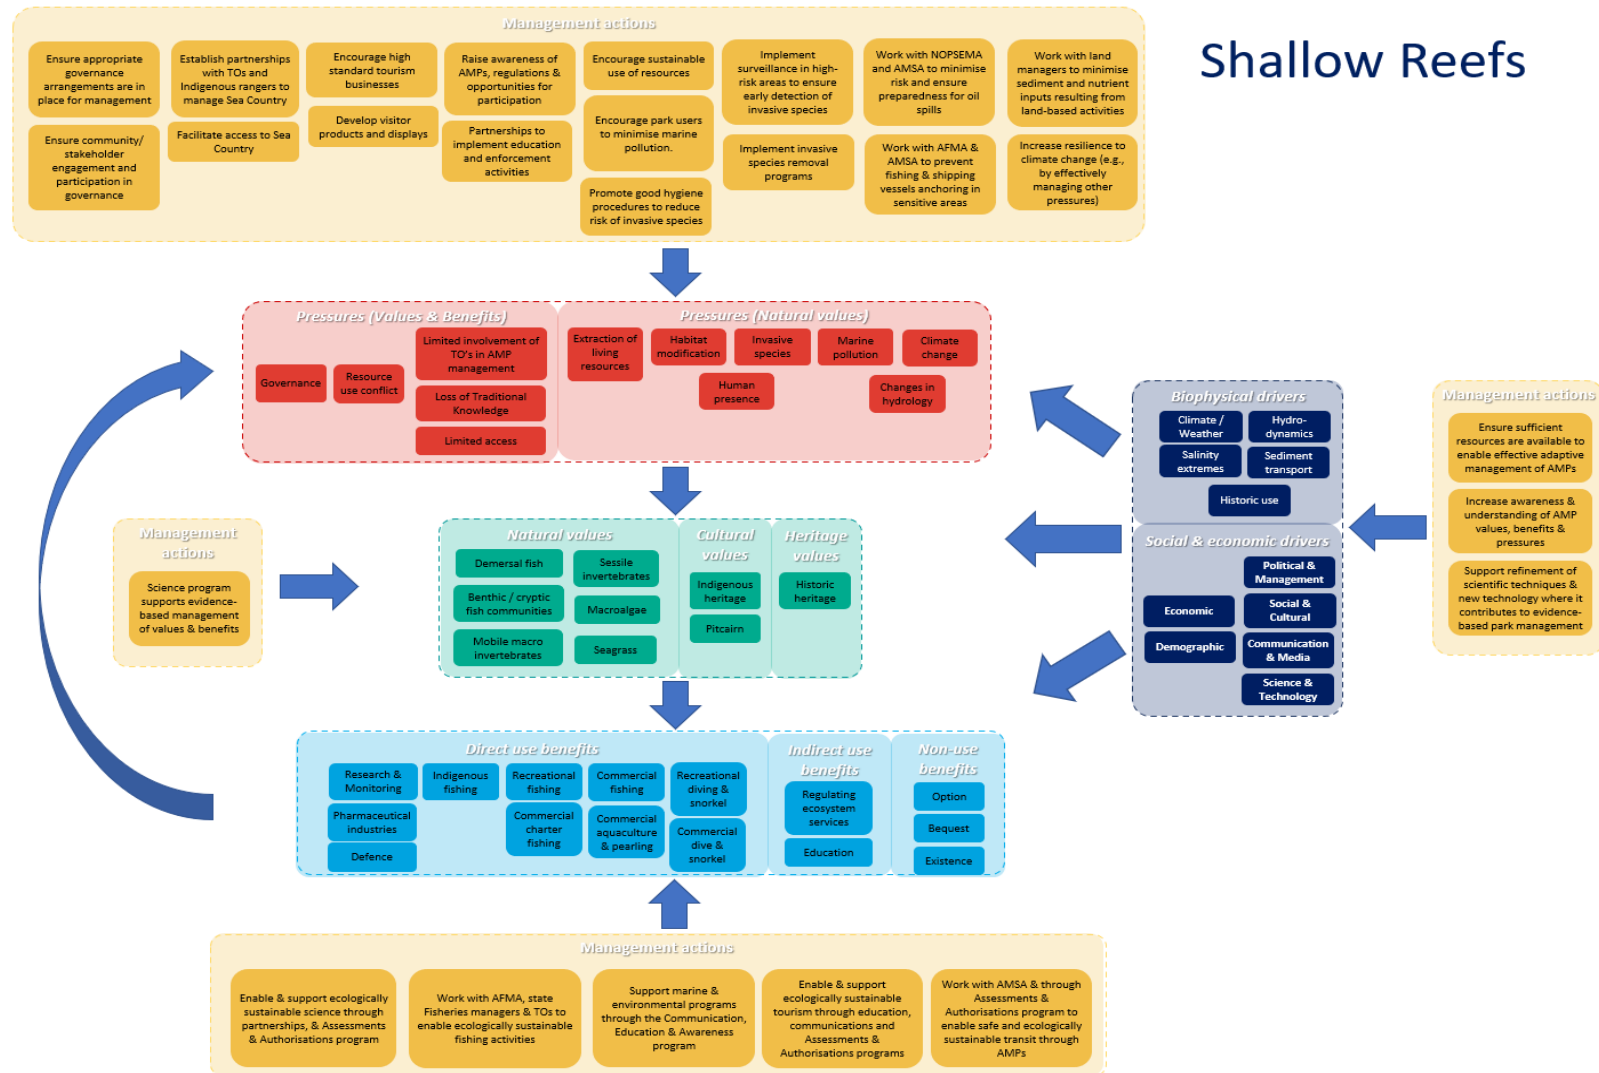 Shallow Reefs
Management actions
Ensure appropriate
governance
arrangements are in
place for management
Ensure community/
stakeholder
engagement and
participation in
governance
Establish partnerships
with TOs and
Indigenous rangers to
manage Sea Country
Facilitate access to Sea
Country
Encourage high
standard tourism
businesses
Develop visitor
products and displays
Raise awareness of
AMPs, regulations &
opportunities for
participation
Partnerships to
implement education
and enforcement
activities
Encourage sustainable
use of resources
Encourage park users
to minimise marine
pollution.
Promote good hygiene
procedures to reduce
risk of invasive species
Implement
surveillance in high-
risk areas to ensure
early detection of
invasive species
Implement invasive
species removal
programs
Work with NOPSEMA
and AMSA to minimise
risk and ensure
preparedness for oil
spills
Work with AFMA &
AMSA to prevent
fishing & shipping
vessels anchoring in
sensitive areas
Work with land
managers to minimise
sediment and nutrient
inputs resulting from
land-based activities
Increase resilience to
climate change (e.g.,
by effectively
managing other
pressures)
Pressures (Values & Benefits)
Governance
Resource
use conflict
Limited involvement of
TO's in AMP
management
Loss of Traditional
Knowledge
Limited access
Pressures (Natural values)
Extraction of
living
resources
Habitat
modification
Invasive
species
Marine
pollution
Climate
change
Human
presence
Changes in
hydrology
Biophysical drivers
Climate /
Weather
Hydro-
dynamics
Salinity
extremes
Sediment
transport
Historic use
Social & economic drivers
Political &
Management
Economic
Social &
Cultural
Demographic
Communication
& Media
Science &
Technology
Management actions
Ensure sufficient
resources are available to
enable effective adaptive
management of AMPs
Increase awareness &
understanding of AMP
values, benefits &
pressures
Support refinement of
scientific techniques &
new technology where it
contributes to evidence-
based park management
Management
actions
Science program
supports evidence-
based management
of values & benefits
Natural values
Demersal fish
Sessile
invertebrates
Benthic / cryptic
fish communities
Macroalgae
Mobile macro
invertebrates
Seagrass
Cultural
values
Indigenous
heritage
Pitcairn
Heritage
values
Historic
heritage
Direct use benefits
Research &
Monitoring
Pharmaceutical
industries
Defence
Indigenous
fishing
Recreational
fishing
Commercial
charter
fishing
Commercial
fishing
Commercial
aquaculture
& pearling
Recreational
diving &
snorkel
Commercial
dive &
snorkel
Indirect use
benefits
Regulating
ecosystem
services
Education
Non-use
benefits
Option
Bequest
Existence
Management actions
Enable & support ecologically
sustainable science through
partnerships, & Assessments
& Authorisations program
Work with AFMA, state
Fisheries managers & TOs to
enable ecologically sustainable
fishing activities
Support marine &
environmental programs
through the Communication,
Education & Awareness
program
Enable & support
ecologically sustainable
tourism through education,
communications and
Assessments &
Authorisations programs
Work with AMSA & through
Assessments &
Authorisations program to
enable safe and ecologically
sustainable transit through
AMPs